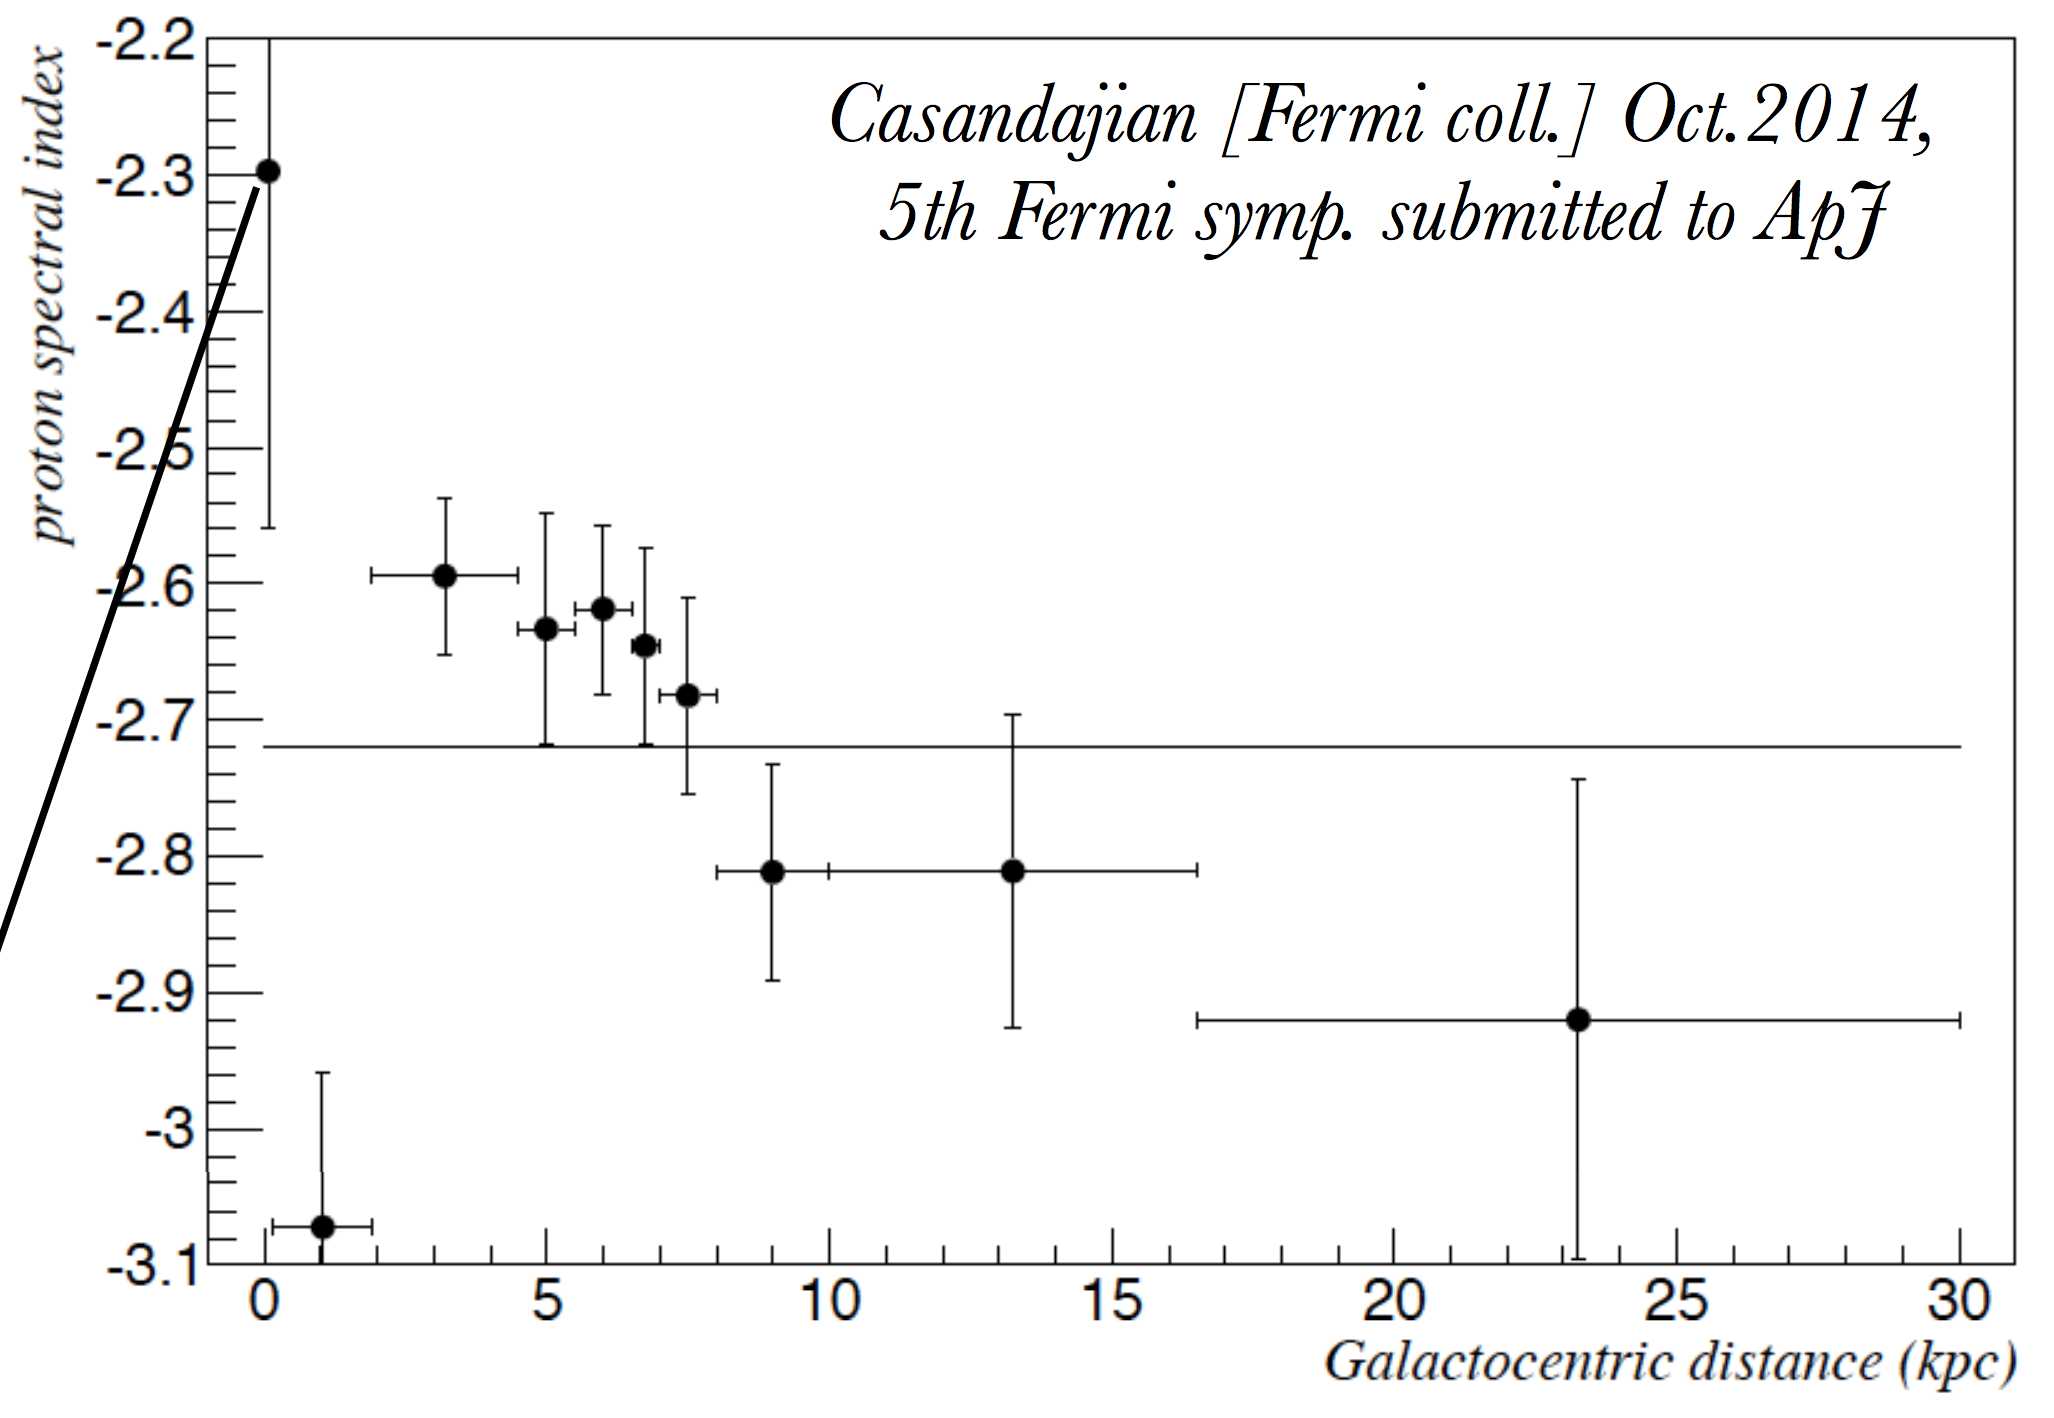 Casandajian [Fermi coll.] Oct.2014,
5th Fermi symp. submitted to ApJ
proton spectral index
-2.2
-2.3
-2.4
-2.5
-2.6
-2.7
-2.8
-2.9
-3
-3.1
0 5 10 15 20 25 30
Galactocentric distance (kpc)